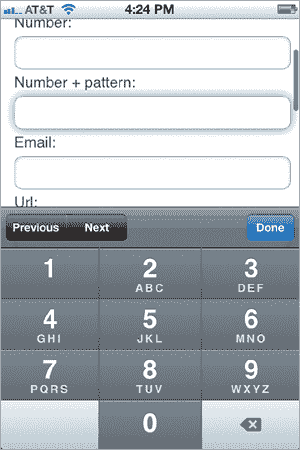 AT&T 4:24 PM
Number:
Number + pattern:
Email:
Url:
Previous Next Done
1 2 3
ABC DEF
4 5 6
GHI JKL MNO
7 8 9
PQRS TUV WXYZ
0